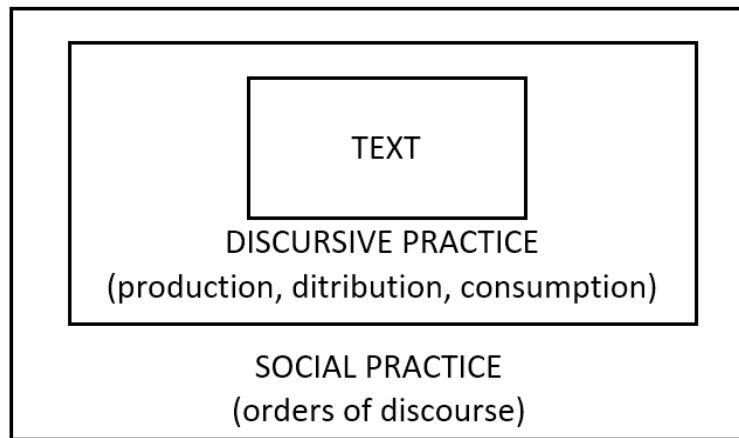 TEXT
DISCURSIVE PRACTICE
(production, ditribution, consumption)
SOCIAL PRACTICE
(orders of discourse)